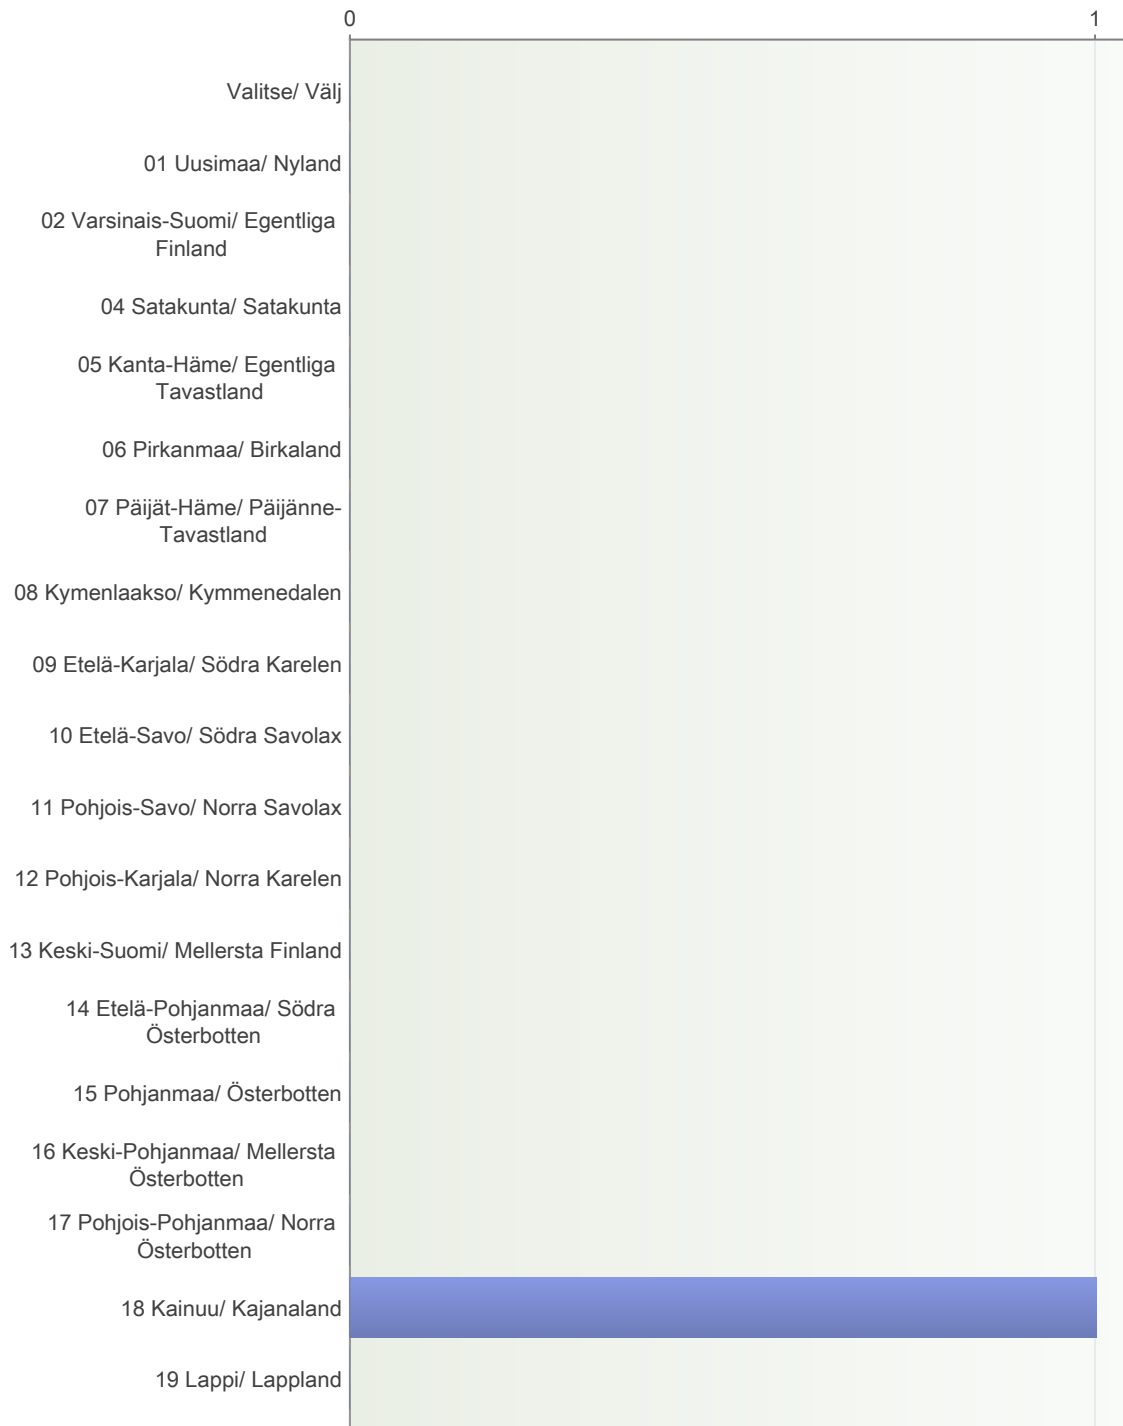 0 1
Valitse/ Välj
01 Uusimaa/ Nyland
02 Varsinais-Suomi/ Egentliga
Finland
04 Satakunta/ Satakunta
05 Kanta-Häme/ Egentliga
Tavastland
06 Pirkanmaa/ Birkaland
07 Päijät-Häme/ Päijänne-
Tavastland
08 Kymenlaakso/ Kymmenedalen
09 Etelä-Karjala/ Södra Karelen
10 Etelä-Savo/ Södra Savolax
11 Pohjois-Savo/ Norra Savolax
12 Pohjois-Karjala/ Norra Karelen
13 Keski-Suomi/ Mellersta Finland
14 Etelä-Pohjanmaa/ Södra
Österbotten
15 Pohjanmaa/ Österbotten
16 Keski-Pohjanmaa/ Mellersta
Österbotten
17 Pohjois-Pohjanmaa/ Norra
Österbotten
18 Kainuu/ Kajanaland
19 Lappi/ Lappland